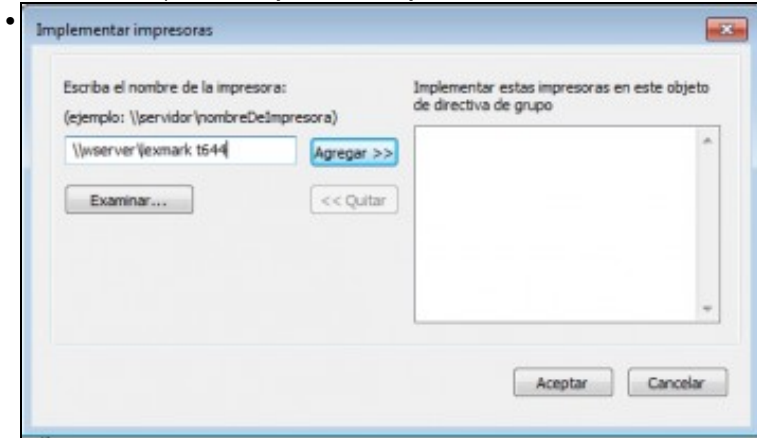 Implementar impresoras
Escriba el nombre de la impresora:
(ejemplo: \\servidor\nombreDeImpresora)
\\wserver\lexmark t644
Agregar >>
Examinar...
<< Quitar
Implementar estas impresoras en este objeto
de directiva de grupo
Aceptar
Cancelar